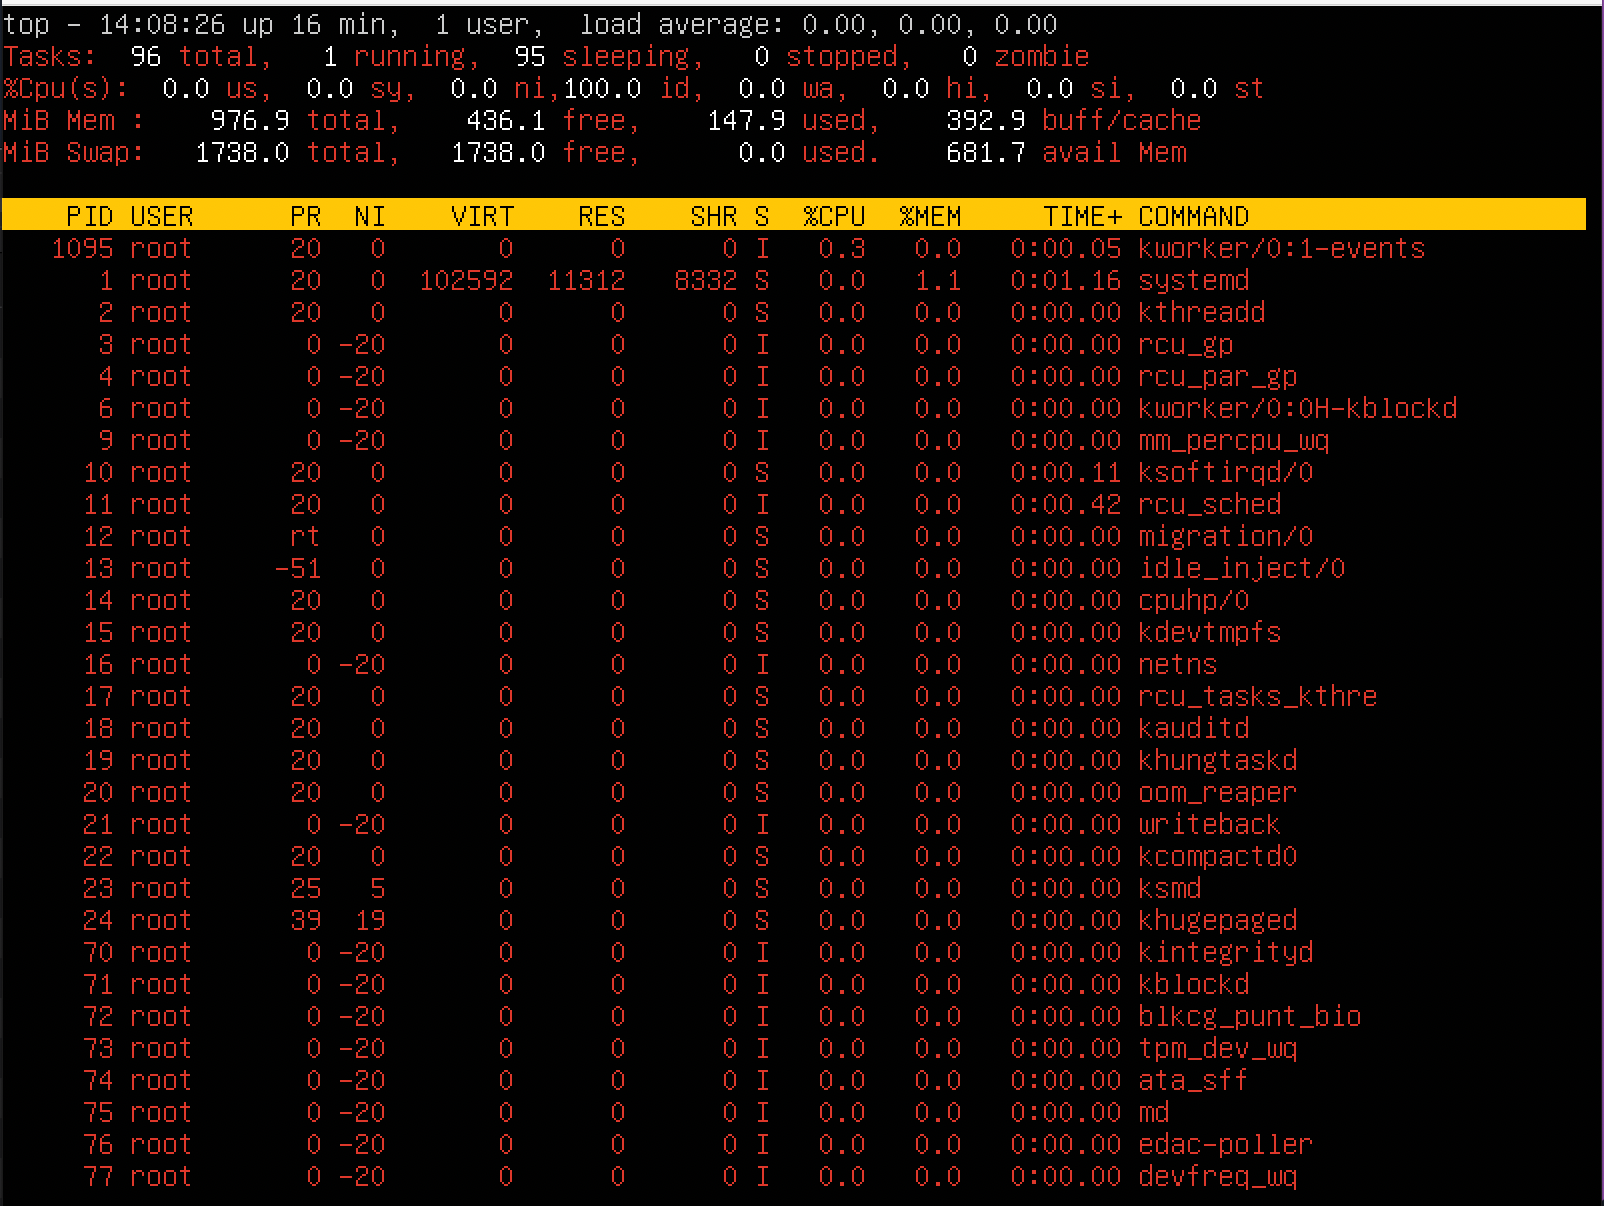 top - 14:08:26 up 16 min,  1 user,  load average: 0.00, 0.00, 0.00
Tasks:  96 total,   1 running,  95 sleeping,   0 stopped,   0 zombie
%Cpu(s):  0.0 us,  0.0 sy,  0.0 ni,100.0 id,  0.0 wa,  0.0 hi,  0.0 si,  0.0 st
MiB Mem :    976.9 total,    436.1 free,    147.9 used,    392.9 buff/cache
MiB Swap:   1738.0 total,   1738.0 free,      0.0 used.    681.7 avail Mem
PID USER PR NI VIRT RES SHR S %CPU %MEM TIME+ COMMAND
1095 root 20 0 0 0 0 I 0.3 0.0 0:00.05 kworker/0:1-events
1 root 20 0 102592 11312 8332 S 0.0 1.1 0:01.16 systemd
2 root 20 0 0 0 0 S 0.0 0.0 0:00.00 kthreadd
3 root 0 -20 0 0 0 I 0.0 0.0 0:00.00 rcu_gp
4 root 0 -20 0 0 0 I 0.0 0.0 0:00.00 rcu_par_gp
6 root 0 -20 0 0 0 I 0.0 0.0 0:00.00 kworker/0:0H-kblockd
9 root 0 -20 0 0 0 I 0.0 0.0 0:00.00 mm_percpu_wq
10 root 20 0 0 0 0 S 0.0 0.0 0:00.11 ksoftirqd/0
11 root 20 0 0 0 0 I 0.0 0.0 0:00.42 rcu_sched
12 root rt 0 0 0 0 S 0.0 0.0 0:00.00 migration/0
13 root -51 0 0 0 0 S 0.0 0.0 0:00.00 idle_inject/0
14 root 20 0 0 0 0 S 0.0 0.0 0:00.00 cpuhp/0
15 root 20 0 0 0 0 S 0.0 0.0 0:00.00 kdevtmpfs
16 root 0 -20 0 0 0 I 0.0 0.0 0:00.00 netns
17 root 20 0 0 0 0 S 0.0 0.0 0:00.00 rcu_tasks_kthre
18 root 20 0 0 0 0 S 0.0 0.0 0:00.00 kauditd
19 root 20 0 0 0 0 S 0.0 0.0 0:00.00 khungtaskd
20 root 20 0 0 0 0 S 0.0 0.0 0:00.00 oom_reaper
21 root 0 -20 0 0 0 I 0.0 0.0 0:00.00 writeback
22 root 20 0 0 0 0 S 0.0 0.0 0:00.00 kcompactd0
23 root 25 5 0 0 0 S 0.0 0.0 0:00.00 ksmd
24 root 39 19 0 0 0 S 0.0 0.0 0:00.00 khugepaged
70 root 0 -20 0 0 0 I 0.0 0.0 0:00.00 kintegrityd
71 root 0 -20 0 0 0 I 0.0 0.0 0:00.00 kblockd
72 root 0 -20 0 0 0 I 0.0 0.0 0:00.00 blkcg_punt_bio
73 root 0 -20 0 0 0 I 0.0 0.0 0:00.00 tpm_dev_wq
74 root 0 -20 0 0 0 I 0.0 0.0 0:00.00 ata_sff
75 root 0 -20 0 0 0 I 0.0 0.0 0:00.00 md
76 root 0 -20 0 0 0 I 0.0 0.0 0:00.00 edac-poller
77 root 0 -20 0 0 0 I 0.0 0.0 0:00.00 devfreq_wq